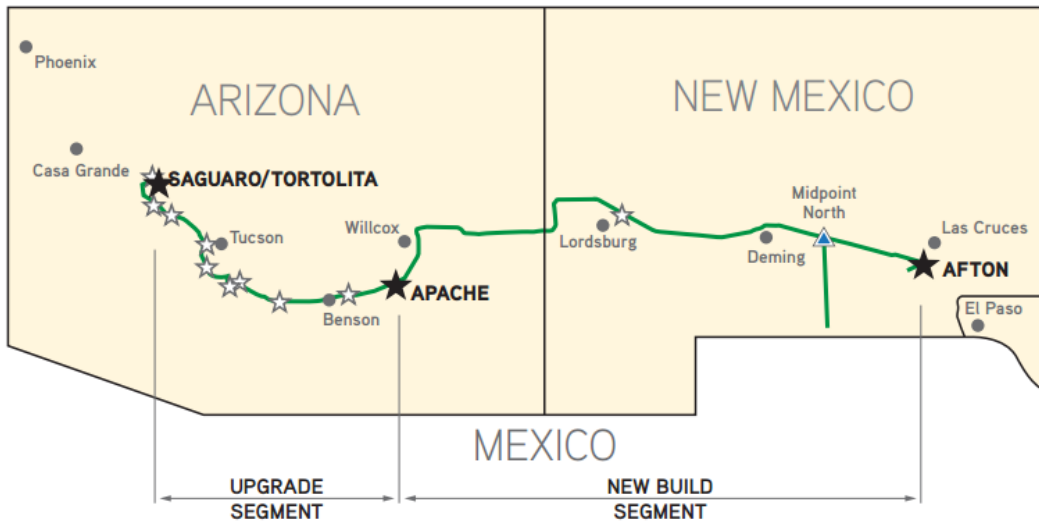 Phoenix
ARIZONA
NEW MEXICO
Casa Grande
SAGUARO/TORTOLITA
Midpoint
North
Willcox
Tucson
Lordsburg
Deming
Las Cruces
AFTON
APACHE
Benson
El Paso
MEXICO
UPGRADE
SEGMENT
NEW BUILD
SEGMENT